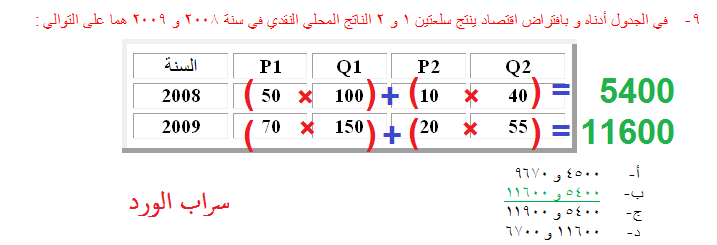 ٩- في الجدول أدناه و بافتراض اقتصاد ينتج سلعتين ١ و ٢ الناتج المحلي النقدي في سنة ٢٠٠٨ و ٢٠٠٩ هما على التوالي :
السنة P1 Q1 P2 Q2
2008 ( 50 × 100 ) + ( 10 × 40 ) = 5400
2009 ( 70 × 150 ) + ( 20 × 55 ) = 11600
أ- ٤٥٠٠ و ٩٦٧٠
ب- ٥٤٠٠ و ١١٦٠٠
ج- ٥٤٠٠ و ١١٩٠٠
د- ١١٦٠٠ و ٦٧٠٠
سراب الورد